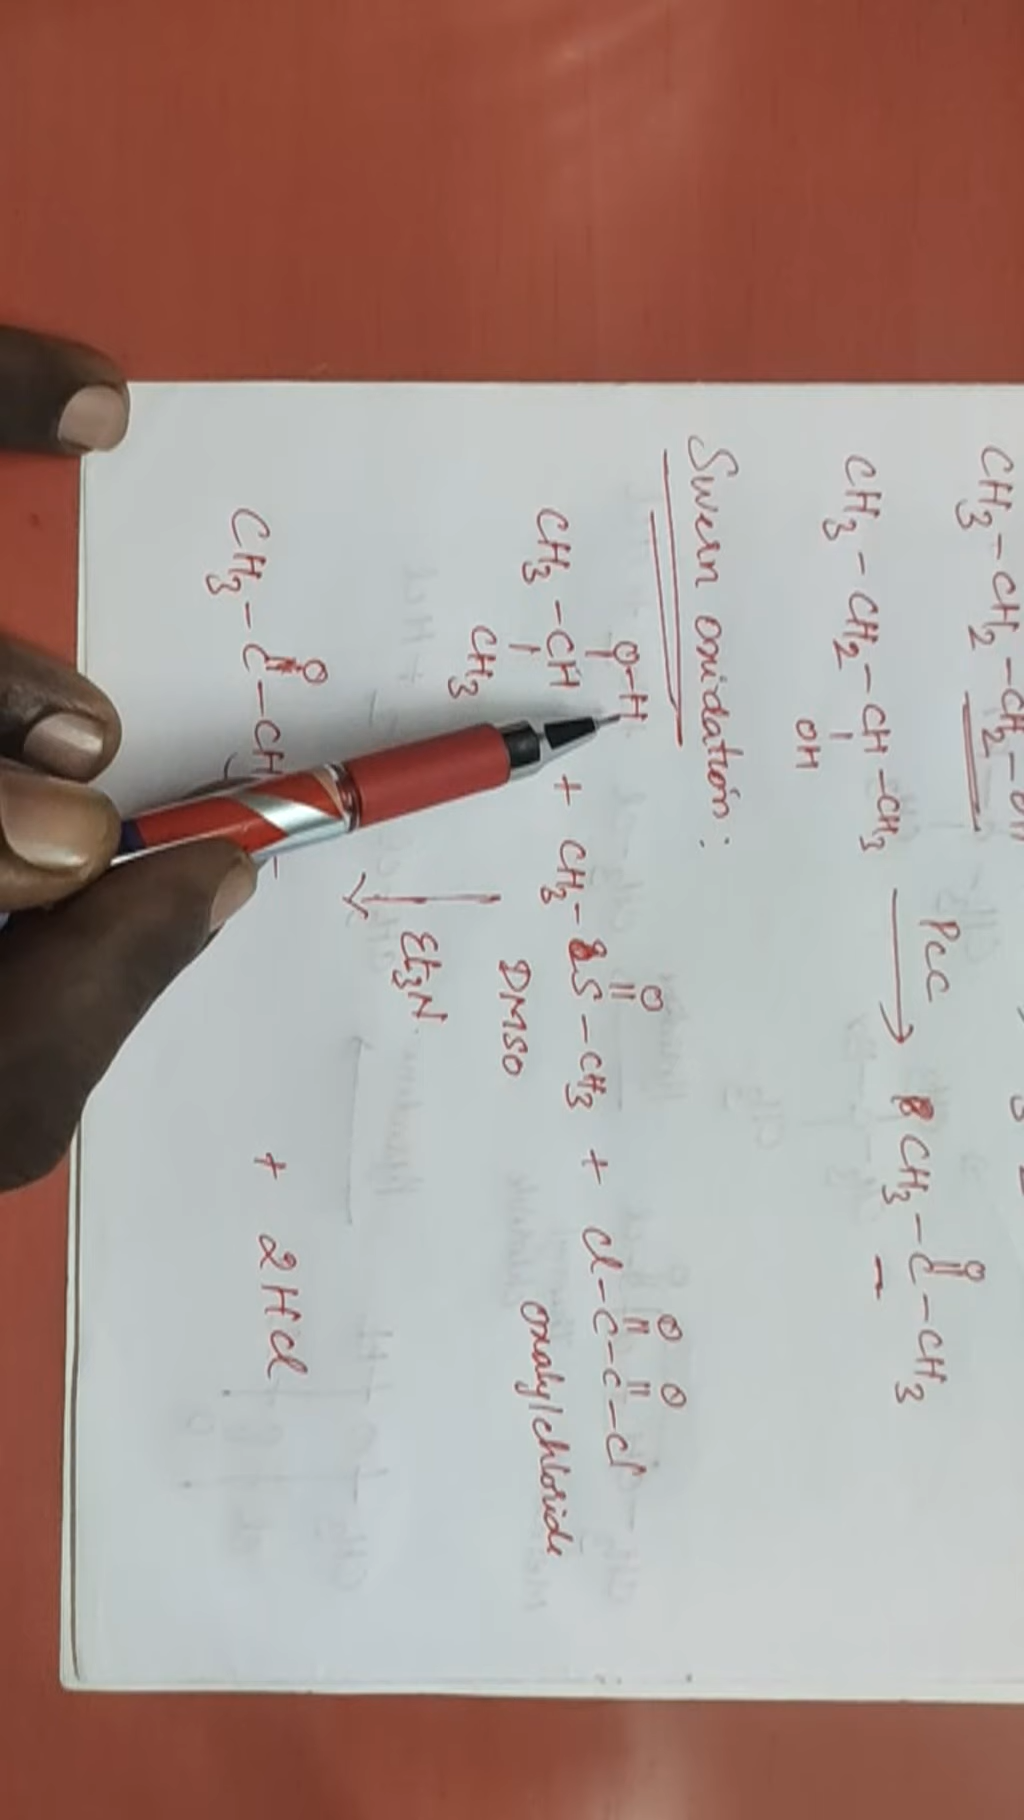 CH3-CH2-CH2-OH
CH3-CH2-CH-CH3 PCC → CH3-C-CH3
OH O
Swern oxidation:
O-H O O O
CH3-CH + CH3-S-CH3 + Cl-C-C-Cl
CH3 DMSO oxalylchloride
↓ Et3N
O
CH3-C-CH + 2HCl